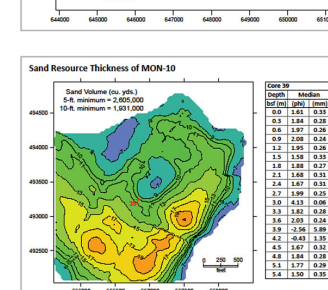 644000 645000 646000 647000 648000 649000 650000
Sand Resource Thickness of MON-10
Sand Volume (cu. yds.)
5-ft. minimum = 2,605,000
10-ft. minimum = 1,931,000
494500
494000
493500
493000
492500
0 250 500
feet
Core 39
Depth Median
bsf (m) (phi) (mm)
0.0 1.61 0.33
0.3 1.84 0.28
0.6 1.97 0.26
0.9 2.08 0.24
1.2 1.95 0.26
1.5 1.58 0.33
1.8 1.88 0.27
2.1 1.68 0.31
2.4 1.67 0.31
2.7 1.99 0.25
3.0 4.13 0.06
3.3 1.82 0.28
3.6 2.03 0.24
3.9 -2.56 5.89
4.2 -0.43 1.35
4.5 1.67 0.32
4.8 1.84 0.28
5.1 1.77 0.29
5.4 1.50 0.35